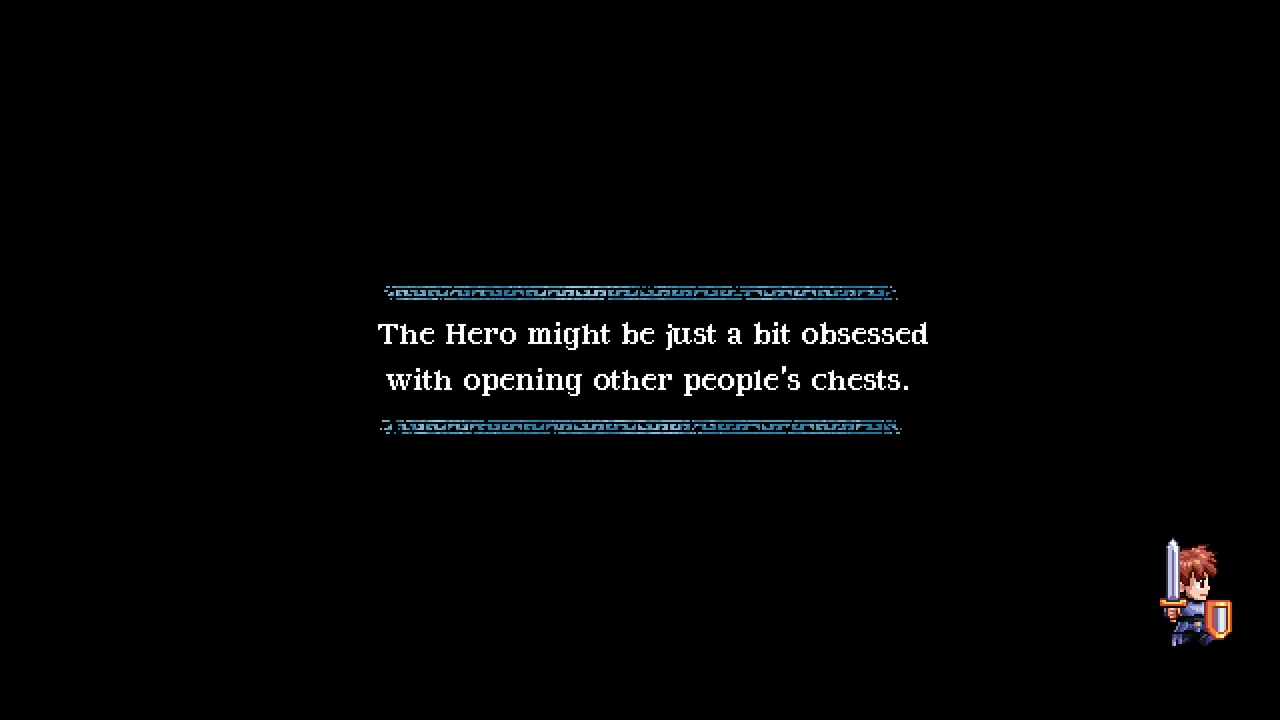 The Hero might be just a bit obsessed
with opening other people's chests.